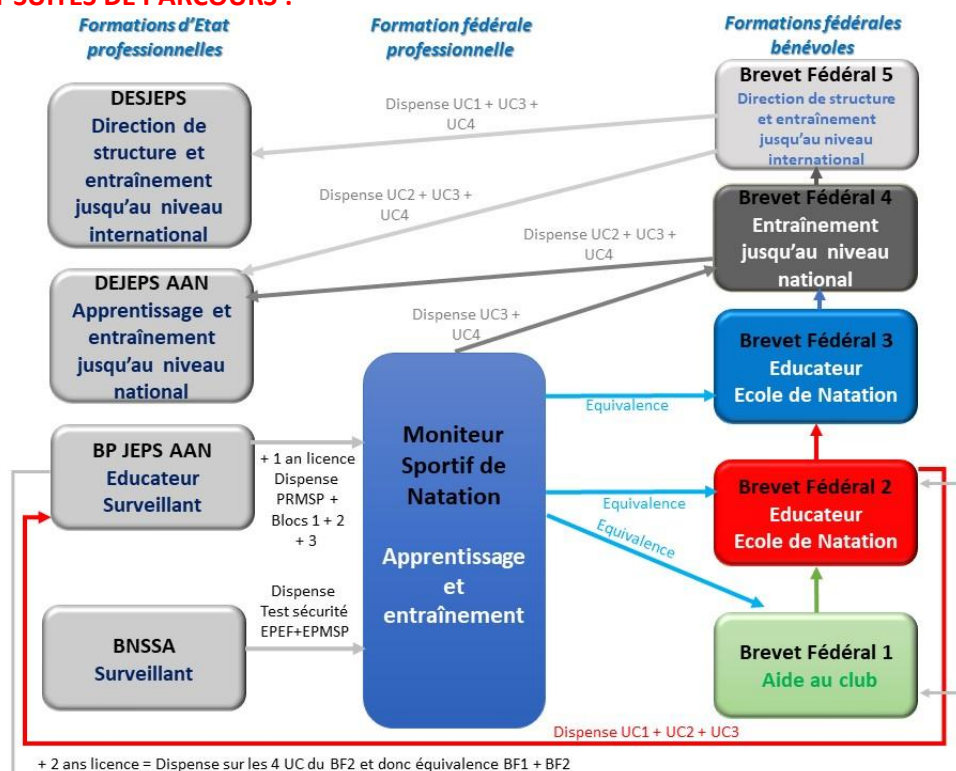 SUITES DE PARCOURS :
Formations d'Etat
professionnelles
Formation fédérale
professionnelle
Formations fédérales
bénévoles
DESJEPS
Direction de
structure et
entraînement
jusqu'au niveau
international
Dispense UC1 + UC3 +
UC4
Brevet Fédéral 5
Direction de structure
et entraînement
jusqu'au niveau
international
Dispense UC2 + UC3 +
UC4
Brevet Fédéral 4
Entraînement
jusqu'au niveau
national
Dispense UC2 + UC3 +
UC4
DEJEPS AAN
Apprentissage et
entraînement
jusqu'au niveau
national
Dispense UC3 +
UC4
Brevet Fédéral 3
Educateur
Ecole de Natation
Equivalence
Moniteur
Sportif de
Natation
Apprentissage
et
entraînement
BP JEPS AAN
Educateur
Surveillant
+ 1 an licence
Dispense
PRMSP +
Blocs 1 + 2
+ 3
Equivalence
Brevet Fédéral 2
Educateur
Ecole de Natation
Equivalence
Dispense
Test sécurité
EPEF+EPMSP
BNSSA
Surveillant
Brevet Fédéral 1
Aide au club
Dispense UC1 + UC2 + UC3
+ 2 ans licence = Dispense sur les 4 UC du BF2 et donc équivalence BF1 + BF2